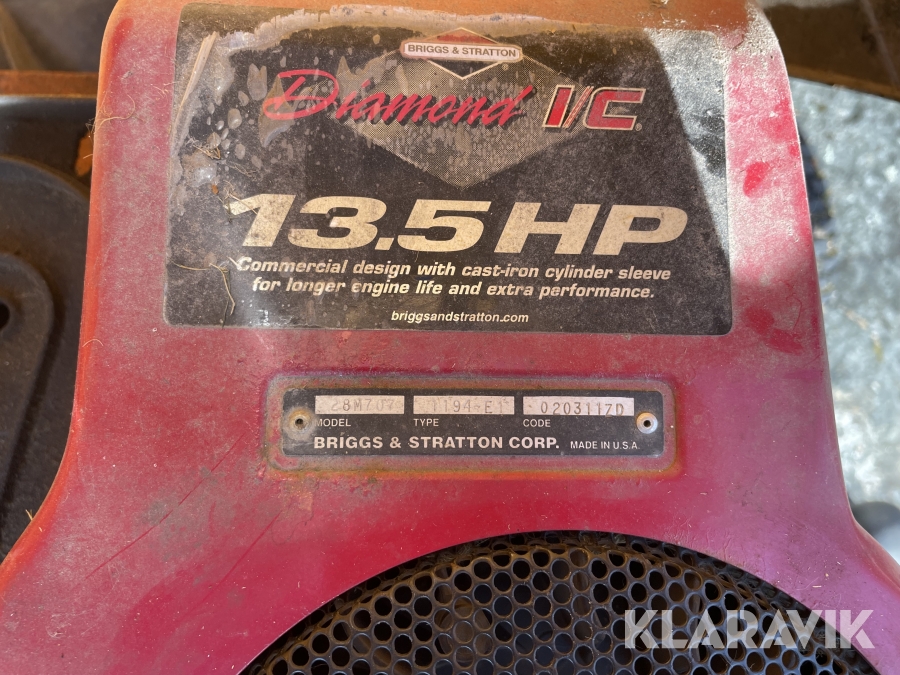 BRIGGS & STRATTON
Diamond I/C
13.5 HP
Commercial design with cast-iron cylinder sleeve
for longer engine life and extra performance.
briggsandstratton.com
28M707 1194-E1 020311ZD
MODEL TYPE CODE
BRIGGS & STRATTON CORP. MADE IN U.S.A.
KLARAVIK